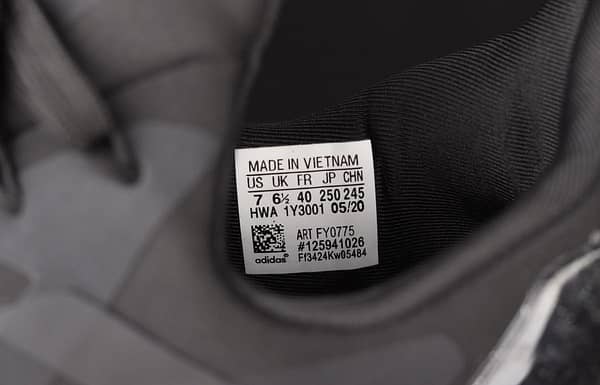 MADE IN VIETNAM
US UK FR JP CHN
7 6½ 40 250 245
HWA 1Y3001 05/20
ART FY0775
#125941026
Ff3424Kw05484
adidas®